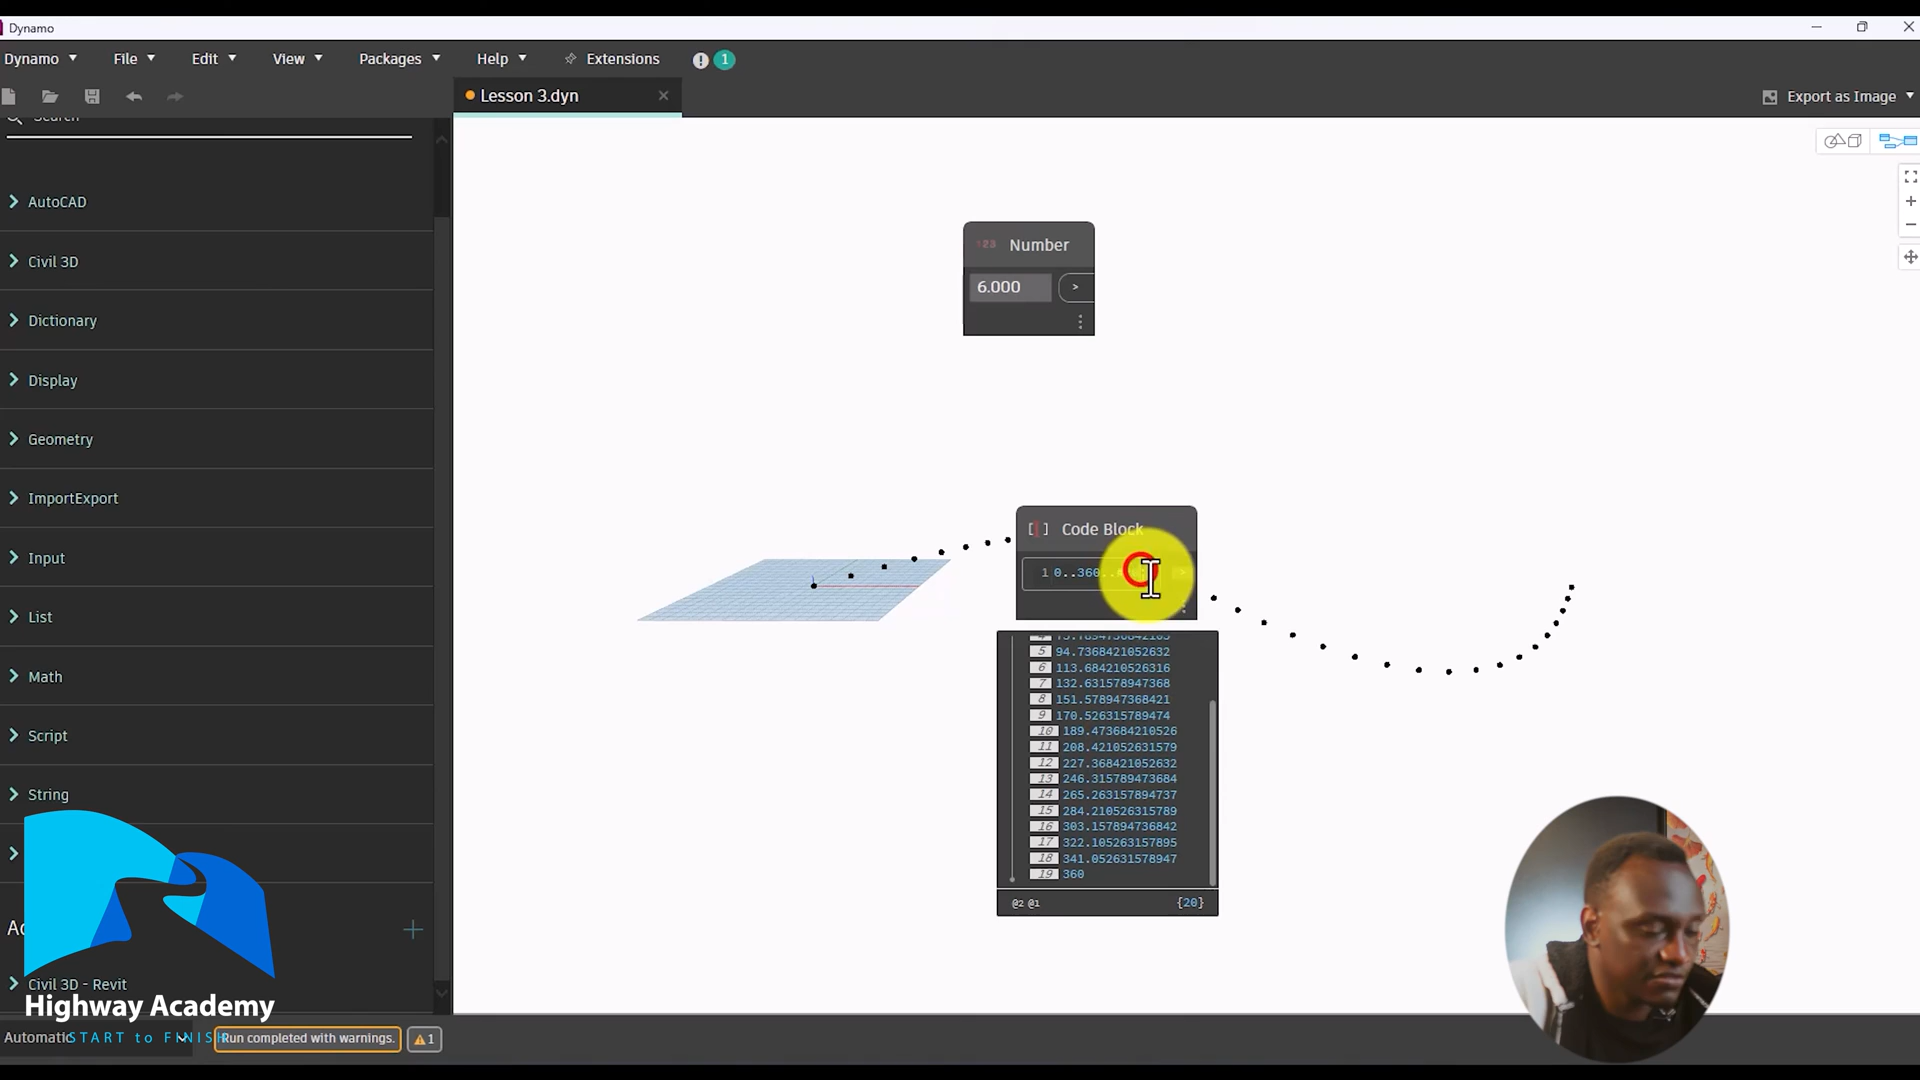 Dynamo
Dynamo File Edit View Packages Help Extensions 1
Lesson 3.dyn
Export as Image
Search
AutoCAD
Civil 3D
Dictionary
Display
Geometry
ImportExport
Input
List
Math
Script
String
Civil 3D - Revit
Highway Academy
START to FINISH
Automatic
Run completed with warnings.
1
123 Number
6.000 >
[ ] Code Block
1 0..360..
5 94.7368421052632
6 113.684210526316
7 132.631578947368
8 151.578947368421
9 170.526315789474
10 189.473684210526
11 208.421052631579
12 227.368421052632
13 246.315789473684
14 265.263157894737
15 284.210526315789
16 303.157894736842
17 322.105263157895
18 341.052631578947
19 360
@2 @1 {20}